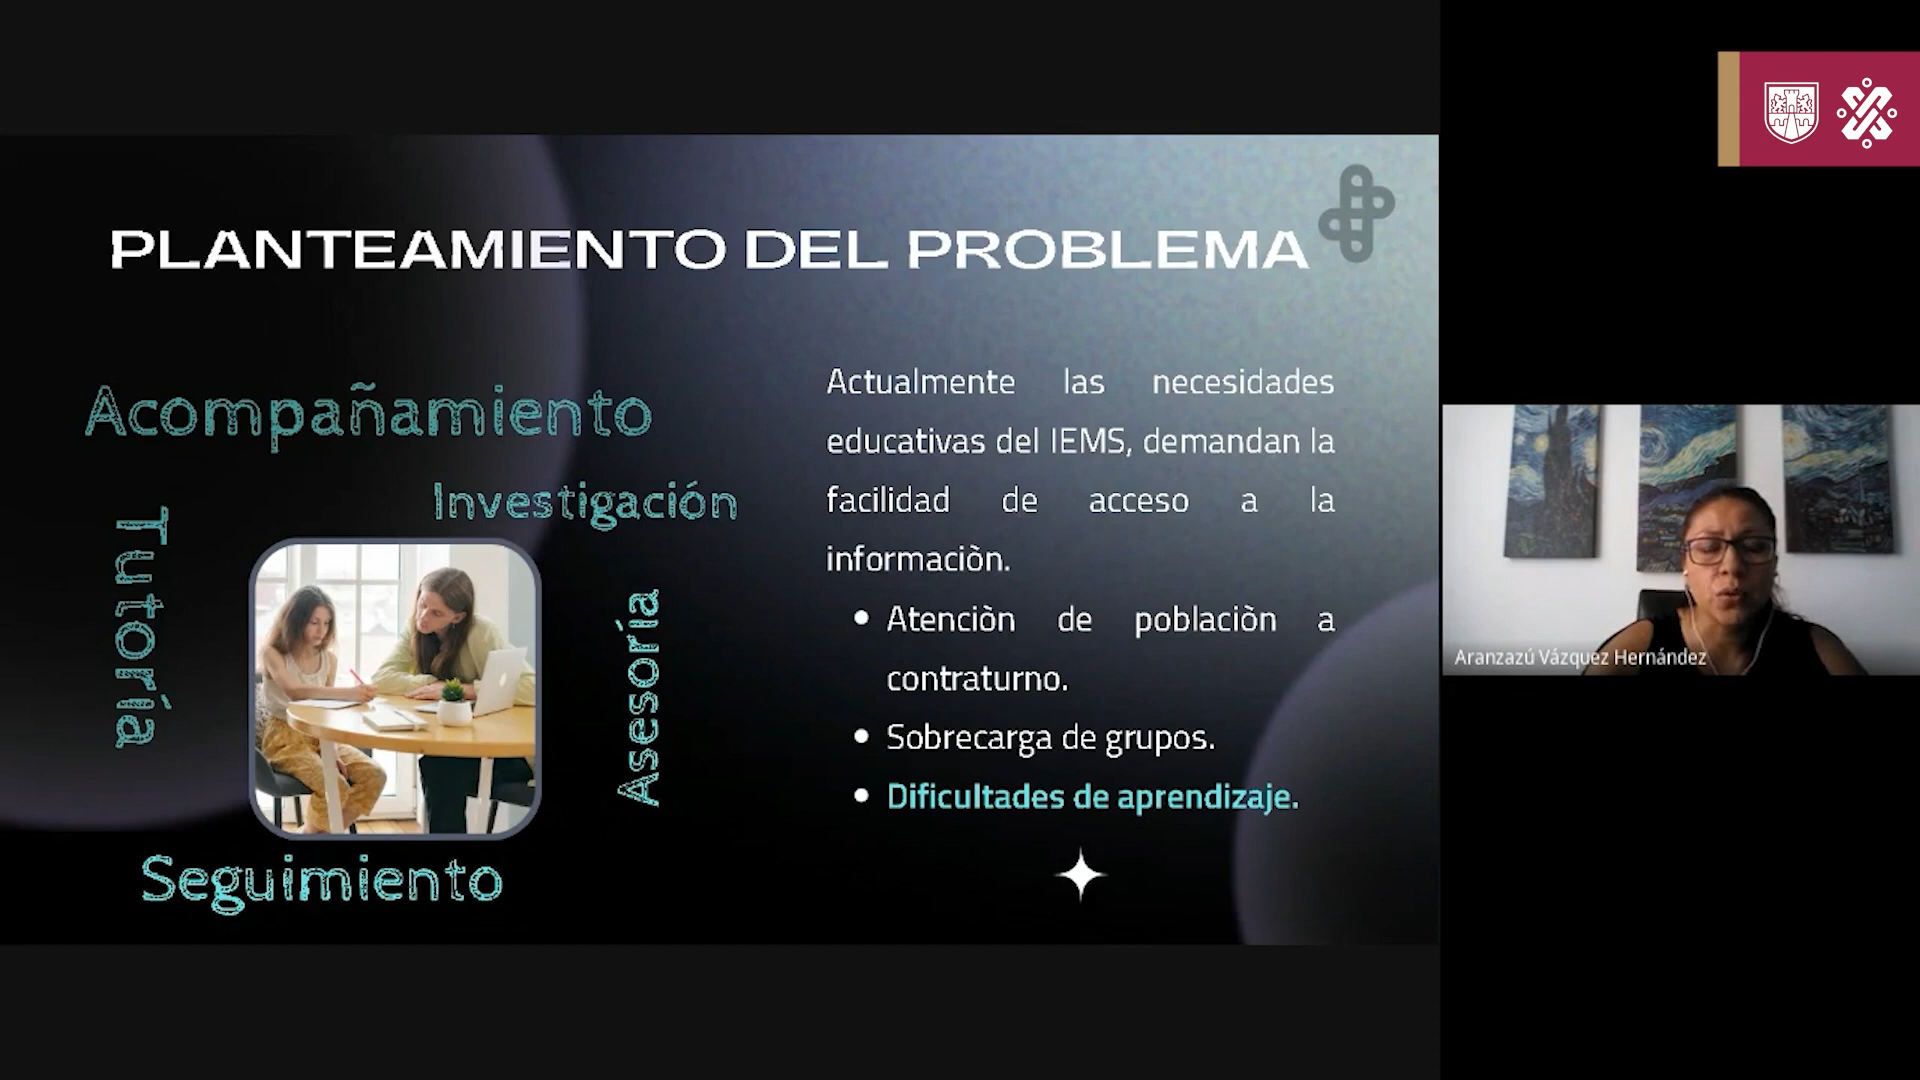 PLANTEAMIENTO DEL PROBLEMA
Acompañamiento
Investigación
Tutoría
Asesoría
Seguimiento
Actualmente las necesidades
educativas del IEMS, demandan la
facilidad de acceso a la
informaciòn.
Atenciòn de poblaciòn a
contraturno.
Sobrecarga de grupos.
Dificultades de aprendizaje.
Aranzazú Vázquez Hernández